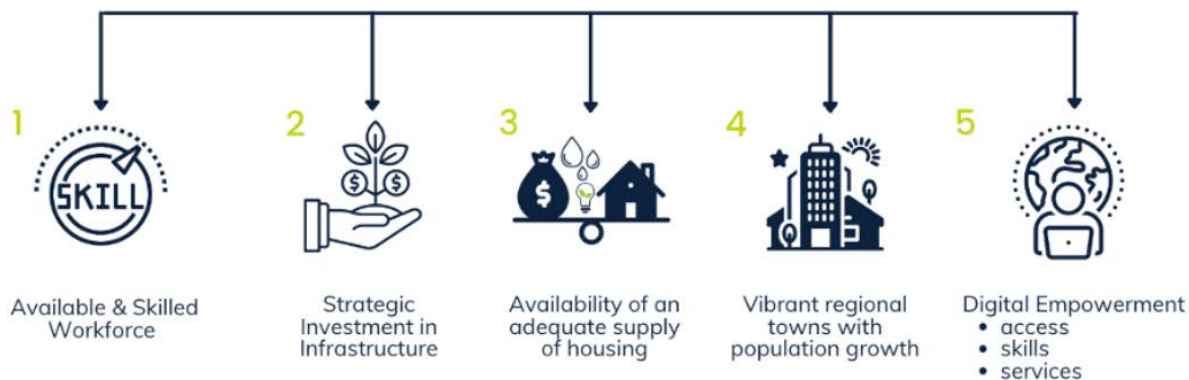 1
SKILL
Available & Skilled
Workforce
2
$ $
Strategic
Investment in
Infrastructure
3
$
Availability of an
adequate supply
of housing
4
Vibrant regional
towns with
population growth
5
Digital Empowerment
• access
• skills
• services